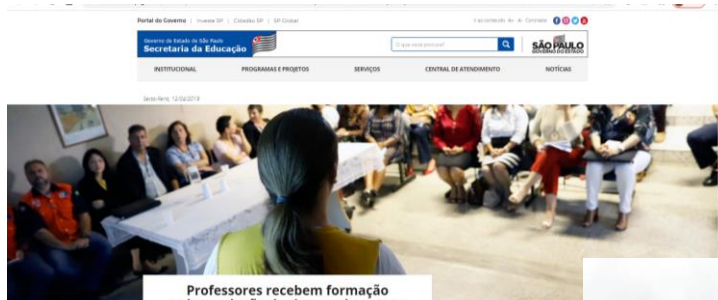 Portal do Governo | Investe SP | Cidadão SP | SP Global
Governo do Estado de São Paulo
Secretaria da Educação
O que você procura?
SÃO PAULO
GOVERNO DO ESTADO
INSTITUCIONAL PROGRAMAS E PROJETOS SERVIÇOS CENTRAL DE ATENDIMENTO NOTÍCIAS
Professores recebem formação